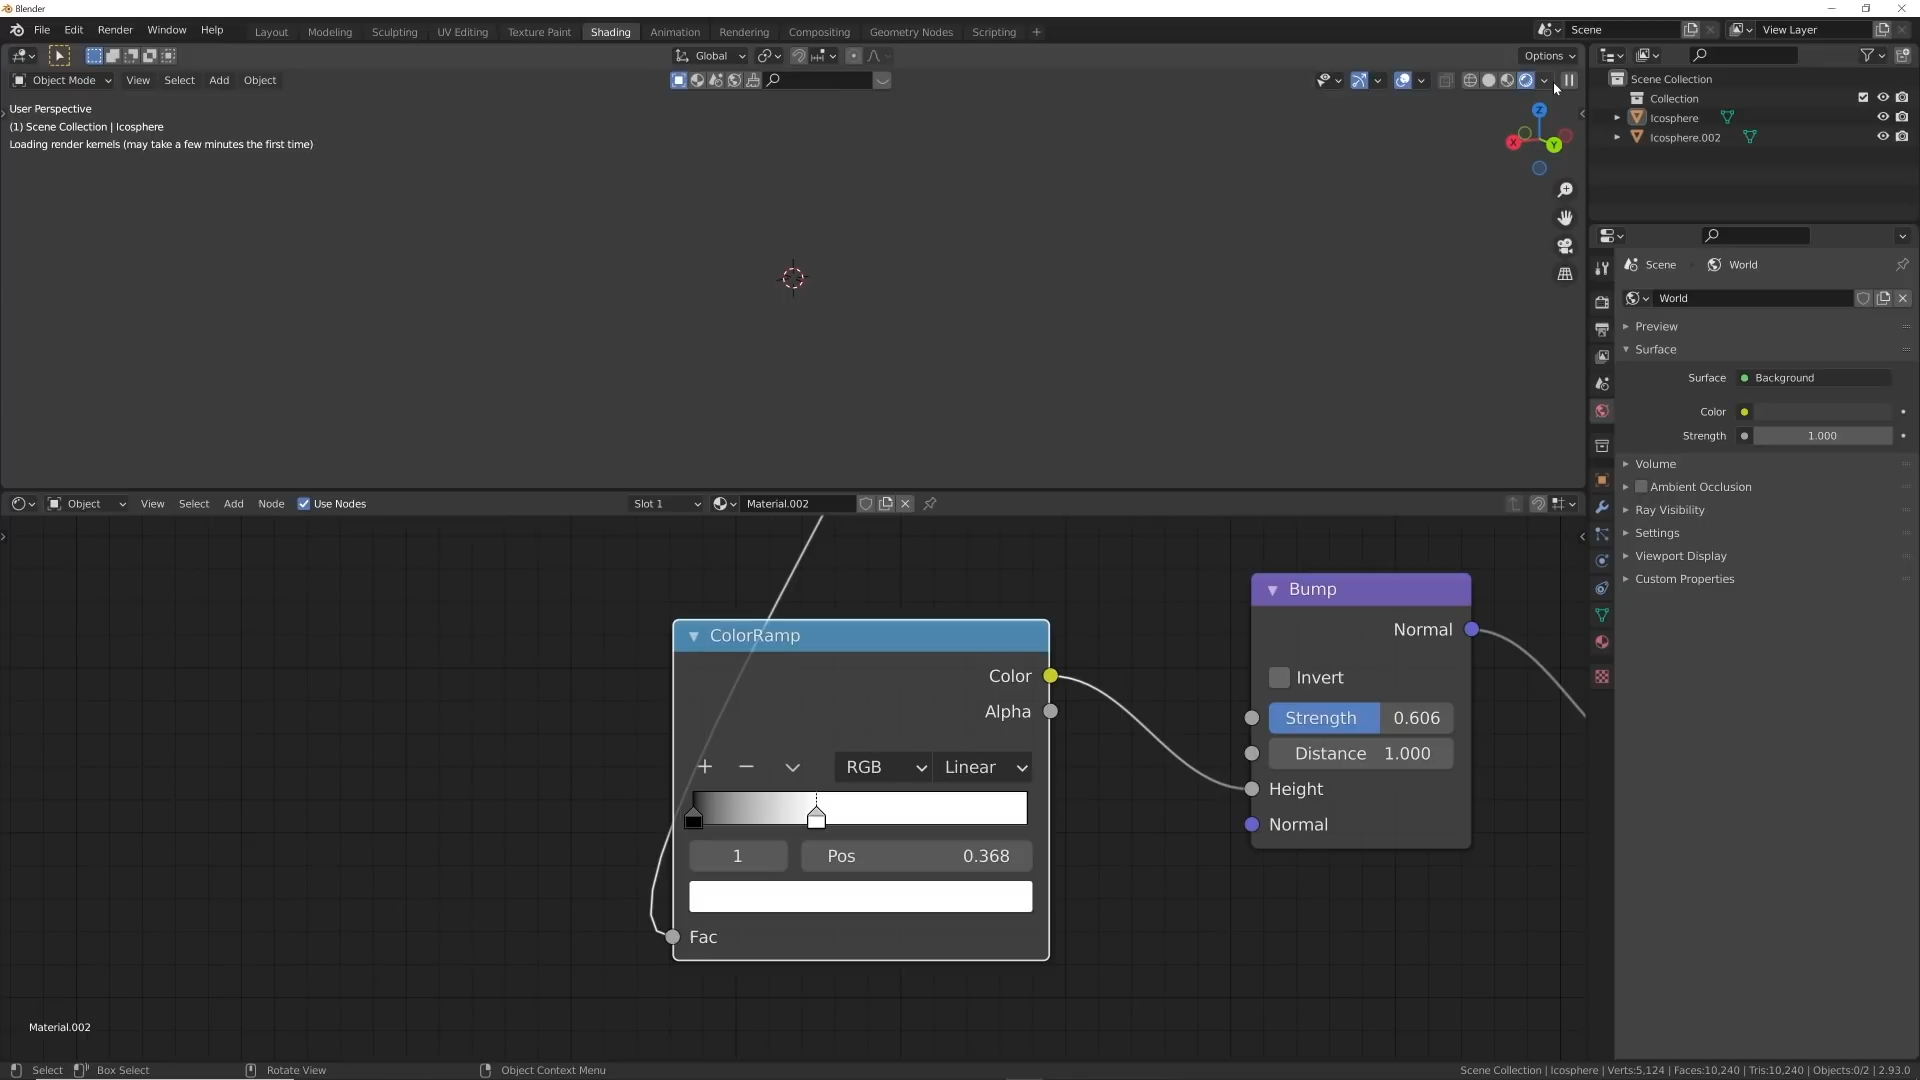 Blender
File Edit Render Window Help Layout Modeling Sculpting UV Editing Texture Paint Shading Animation Rendering Compositing Geometry Nodes Scripting + Scene View Layer
Global Options
Object Mode View Select Add Object
User Perspective
(1) Scene Collection | Icosphere
Loading render kernels (may take a few minutes the first time)
Z
X
Y
Scene Collection
Collection
Icosphere
Icosphere.002
Scene World
World
Preview
Surface
Surface Background
Color
Strength 1.000
Volume
Ambient Occlusion
Ray Visibility
Settings
Viewport Display
Custom Properties
Object View Select Add Node Use Nodes Slot 1 Material.002
ColorRamp
Color
Alpha
RGB Linear
1 Pos 0.368
Fac
Bump
Normal
Invert
Strength 0.606
Distance 1.000
Height
Normal
Material.002
Select Box Select Rotate View Object Context Menu Scene Collection | Icosphere | Verts:5,124 | Faces:10,240 | Tris:10,240 | Objects:0/2 | 2.93.0